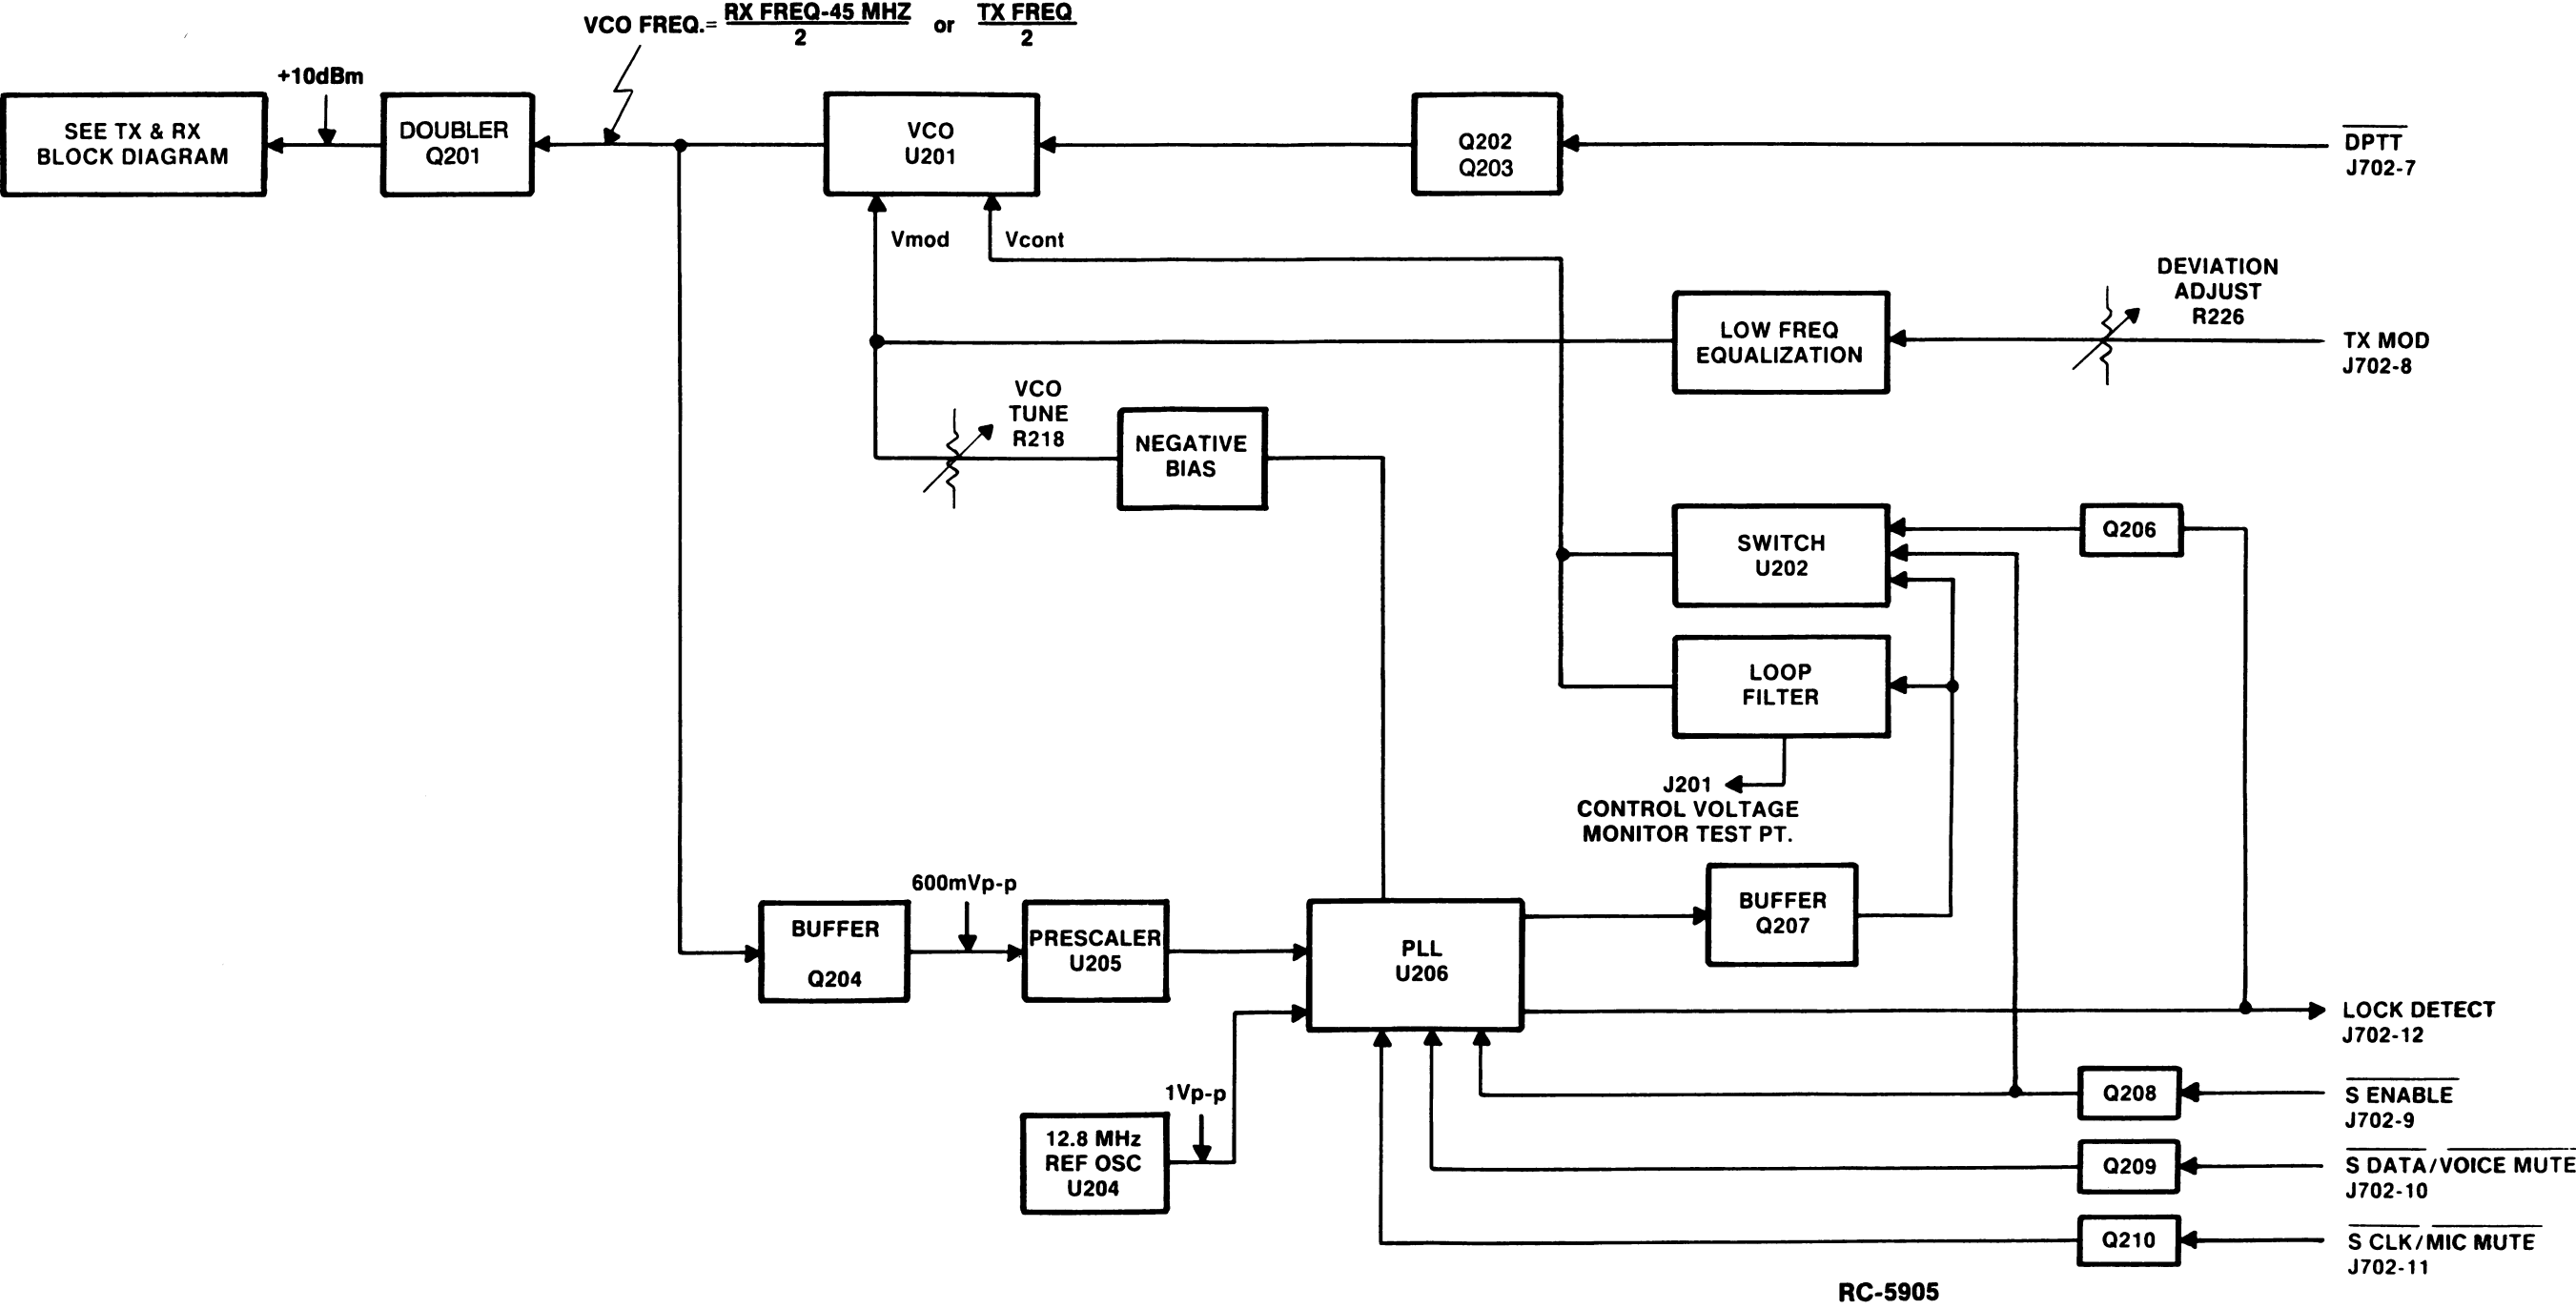 VCO FREQ.= RX FREQ-45 MHZ / 2 or TX FREQ / 2
+10dBm
SEE TX & RX
BLOCK DIAGRAM
DOUBLER
Q201
VCO
U201
Q202
Q203
DPTT
J702-7
Vmod
Vcont
DEVIATION
ADJUST
R226
LOW FREQ
EQUALIZATION
TX MOD
J702-8
VCO
TUNE
R218
NEGATIVE
BIAS
SWITCH
U202
Q206
LOOP
FILTER
J201
CONTROL VOLTAGE
MONITOR TEST PT.
600mVp-p
BUFFER
Q204
PRESCALER
U205
PLL
U206
BUFFER
Q207
LOCK DETECT
J702-12
1Vp-p
12.8 MHz
REF OSC
U204
Q208
S ENABLE
J702-9
Q209
S DATA/VOICE MUTE
J702-10
Q210
S CLK/MIC MUTE
J702-11
RC-5905